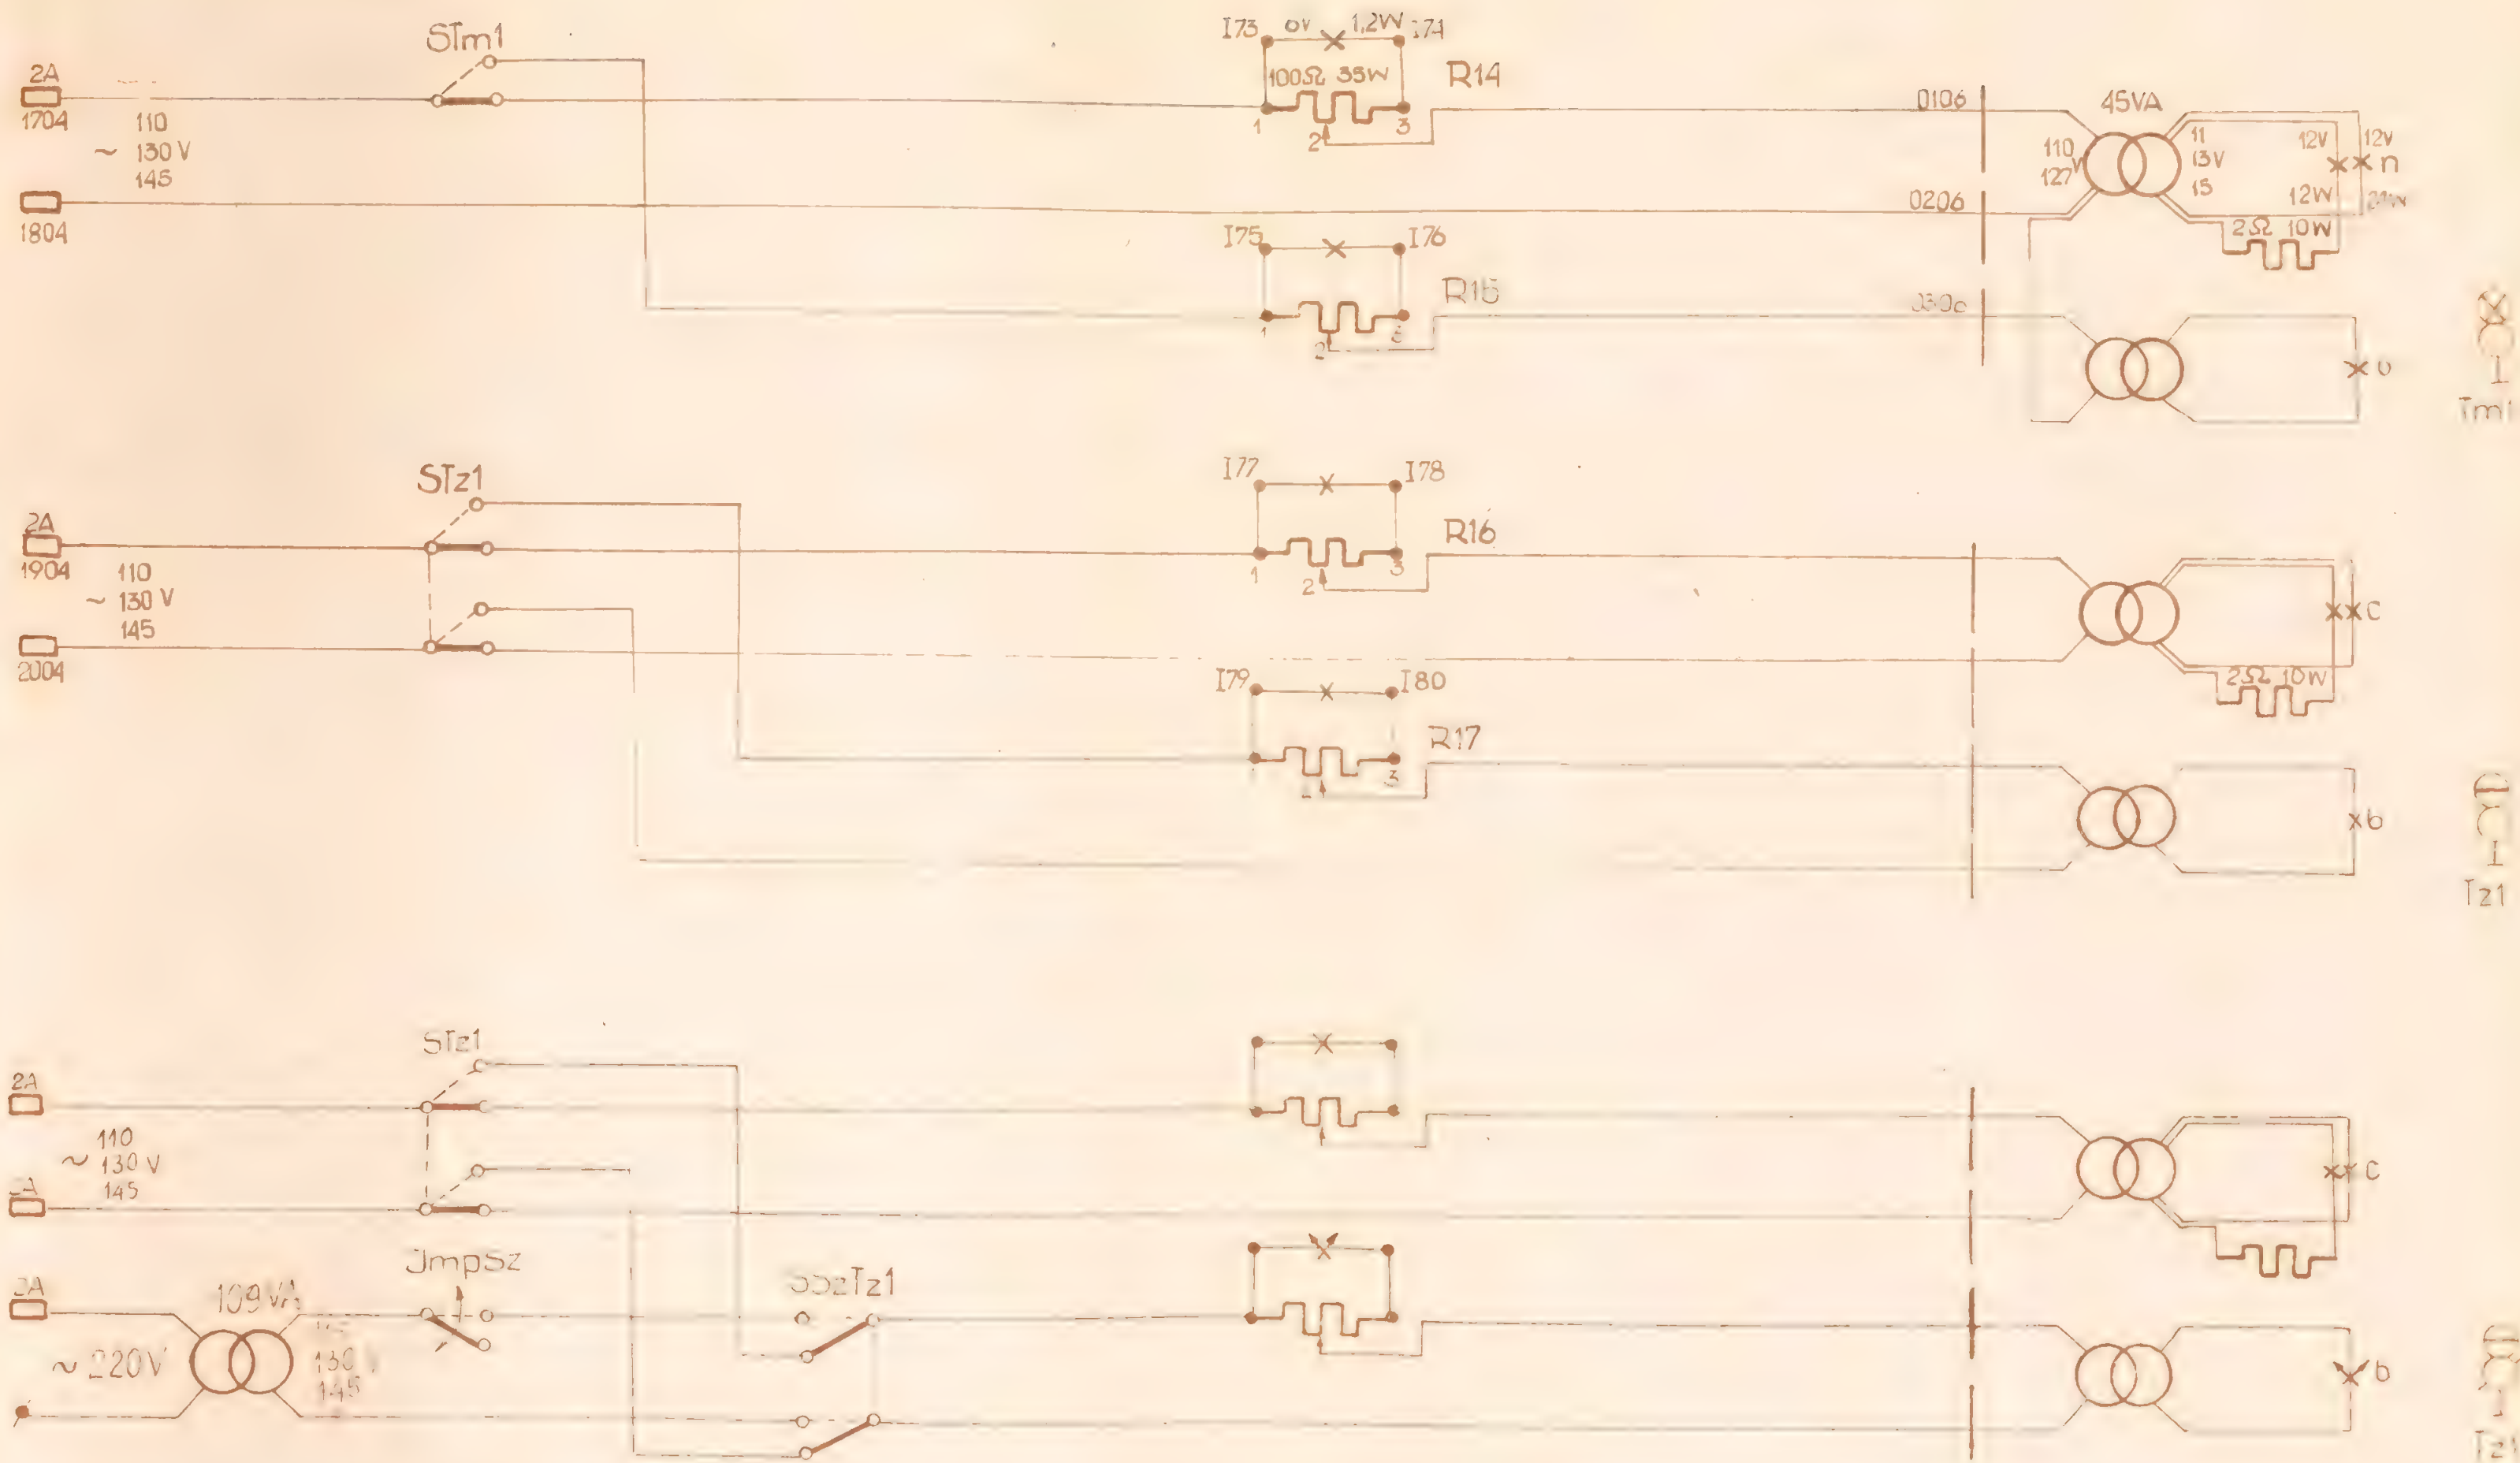 STm1
I73 0V 1,2W I74
2A
100Ω 35W R14
1704
110
~ 130 V
145
1 2 3
0106
45VA
110
127 V
11
13V
15
12V 12V
n
12W
1804
0206
2Ω 10W
I75 I76
R15
1 2
Tm1
STz1
I77 I78
2A
R16
1904
110
~ 130 V
145
1 2 3
c
2004
2Ω 10W
I79 I80
R17
3
b
Tz1
STz1
2A
110
~ 130 V
145
c
JmpSz
~ 220V
130
145
b
Tz1